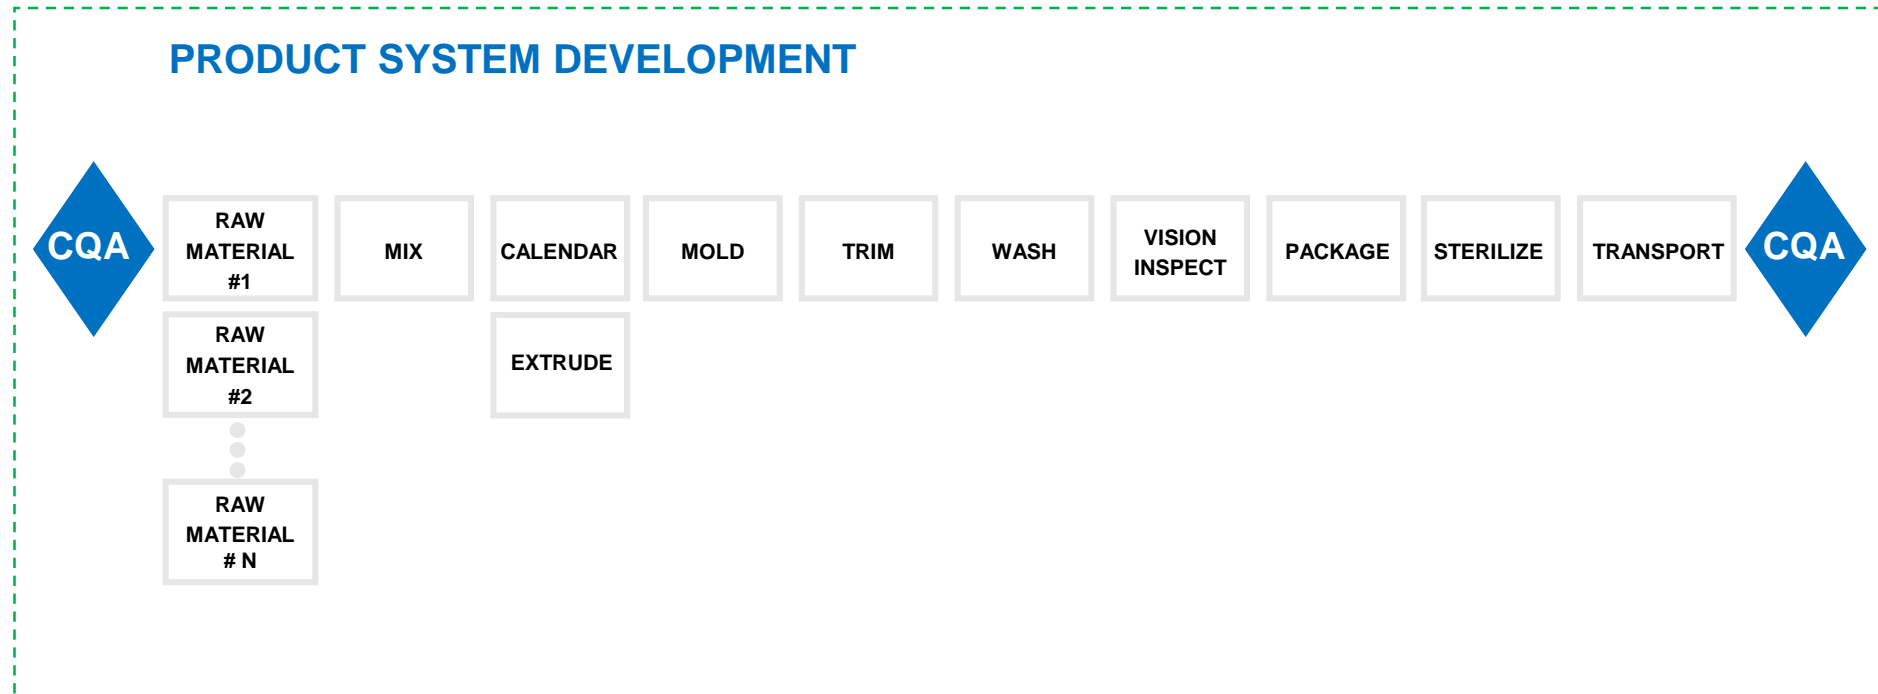 PRODUCT SYSTEM DEVELOPMENT
CQA
RAW
MATERIAL
#1
MIX
CALENDAR
MOLD
TRIM
WASH
VISION
INSPECT
PACKAGE
STERILIZE
TRANSPORT
CQA
RAW
MATERIAL
#2
EXTRUDE
RAW
MATERIAL
# N